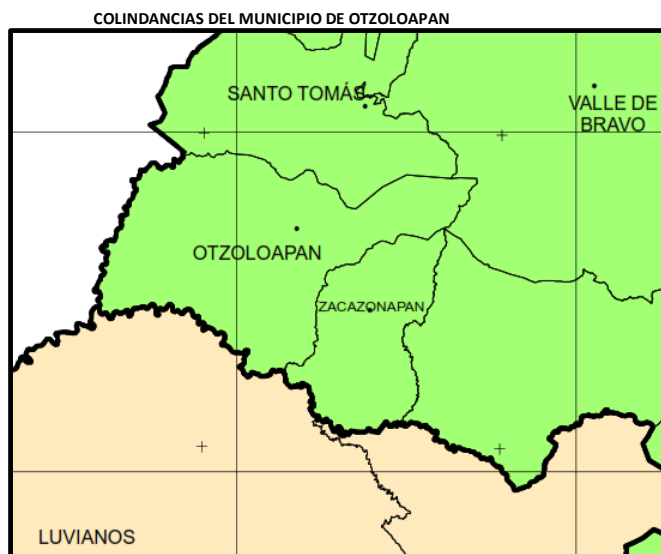 COLINDANCIAS DEL MUNICIPIO DE OTZOLOAPAN
SANTO TOMÁS
VALLE DE
BRAVO
OTZOLOAPAN
ZACAZONAPAN
LUVIANOS